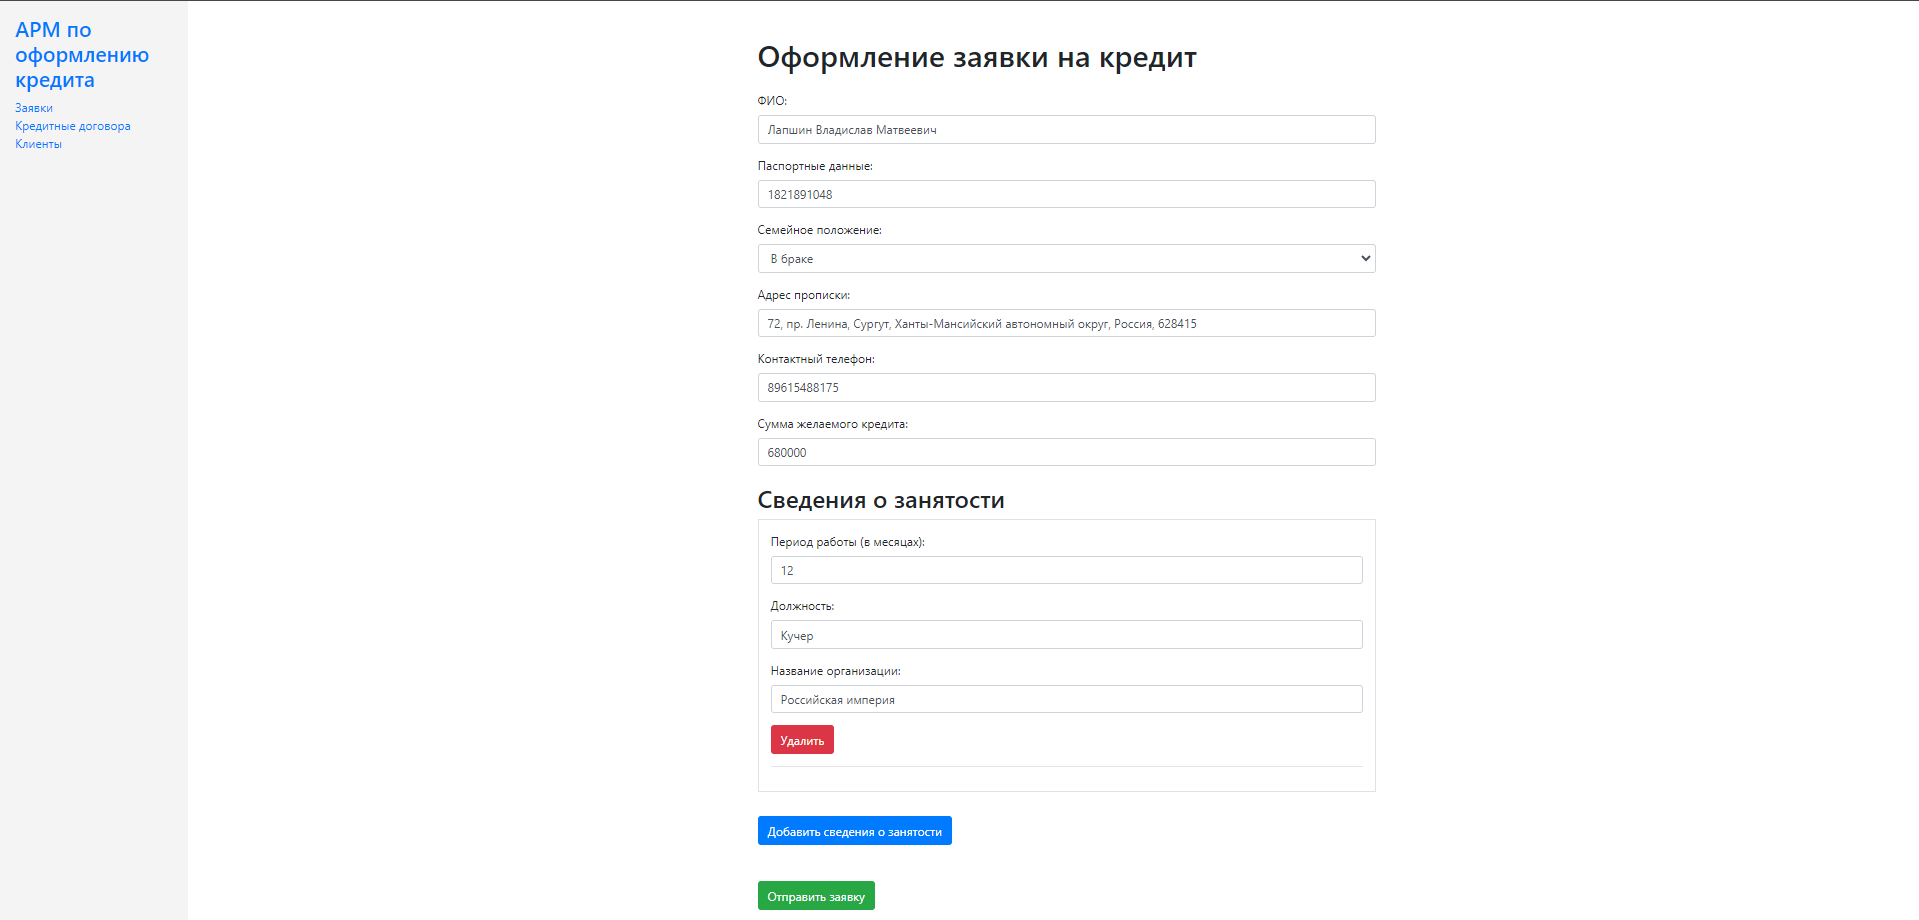 АРМ по
оформлению
кредита
Заявки
Кредитные договора
Клиенты
Оформление заявки на кредит
ФИО:
Лапшин Владислав Матвеевич
Паспортные данные:
1821891048
Семейное положение:
В браке
Адрес прописки:
72, пр. Ленина, Сургут, Ханты-Мансийский автономный округ, Россия, 628415
Контактный телефон:
89615488175
Сумма желаемого кредита:
680000
Сведения о занятости
Период работы (в месяцах):
12
Должность:
Кучер
Название организации:
Российская империя
Удалить
Добавить сведения о занятости
Отправить заявку